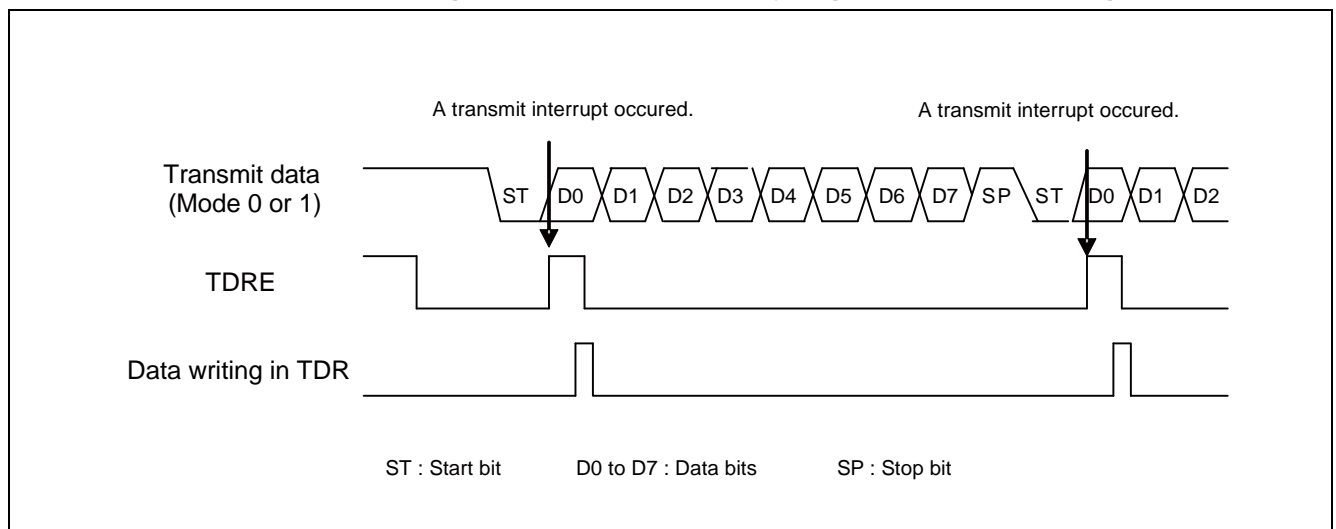 A transmit interrupt occured. A transmit interrupt occured.
Transmit data
(Mode 0 or 1)
ST D0 D1 D2 D3 D4 D5 D6 D7 SP ST D0 D1 D2
TDRE
Data writing in TDR
ST : Start bit D0 to D7 : Data bits SP : Stop bit